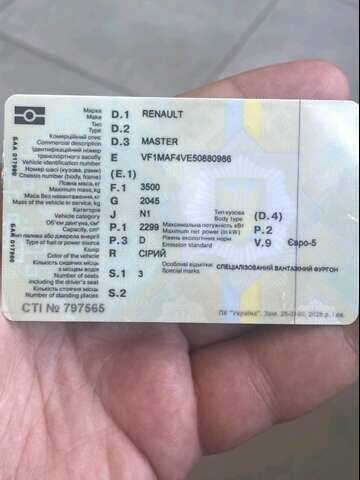 Марка
Make D.1 RENAULT
Тип
Type D.2
Комерційний опис
Commercial description D.3 MASTER
Ідентифікаційний номер
транспортного засобу E VF1MAF4VE50880986
Vehicle identification number
Номер шасі (кузова, рами)
Chassis number (body, frame) (E.1)
Повна маса, кг
Maximum mass, kg F.1 3500
Маса без навантаження, кг
Mass of the vehicle in service, kg G 2045
Категорія
Vehicle category J N1 Тип кузова
Body type (D.4)
Об'єм двигуна, см³
Capacity, cm³ P.1 2299 Максимальна потужність кВт
Maximum net power (in kW) P.2
Вид палива або джерела енергії
Type of fuel or power source P.3 D Рівень екологічних норм
Emission standard V.9 Євро-5
Колір
Color of the vehicle R СІРИЙ
Кількість сидячих місць
з місцем водія
Number of seats
including the driver's seat S.1 3 Особливі відмітки
Special marks СПЕЦІАЛІЗОВАНИЙ ВАНТАЖНИЙ ФУРГОН
Кількість стоячих місць
Number of standing places S.2
СТІ № 797565